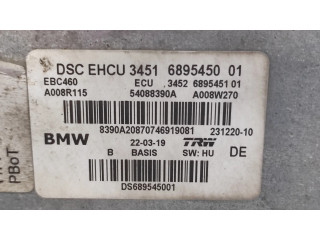 DSC EHCU 3451 6895450 01
EBC460 ECU 3452 6895451 01
A008R115 54088390A A008W270
8390A20870746919081 231220-10
BMW 22-03-19 TRW DE
B BASIS SW: HU
DS689545001
PBoT